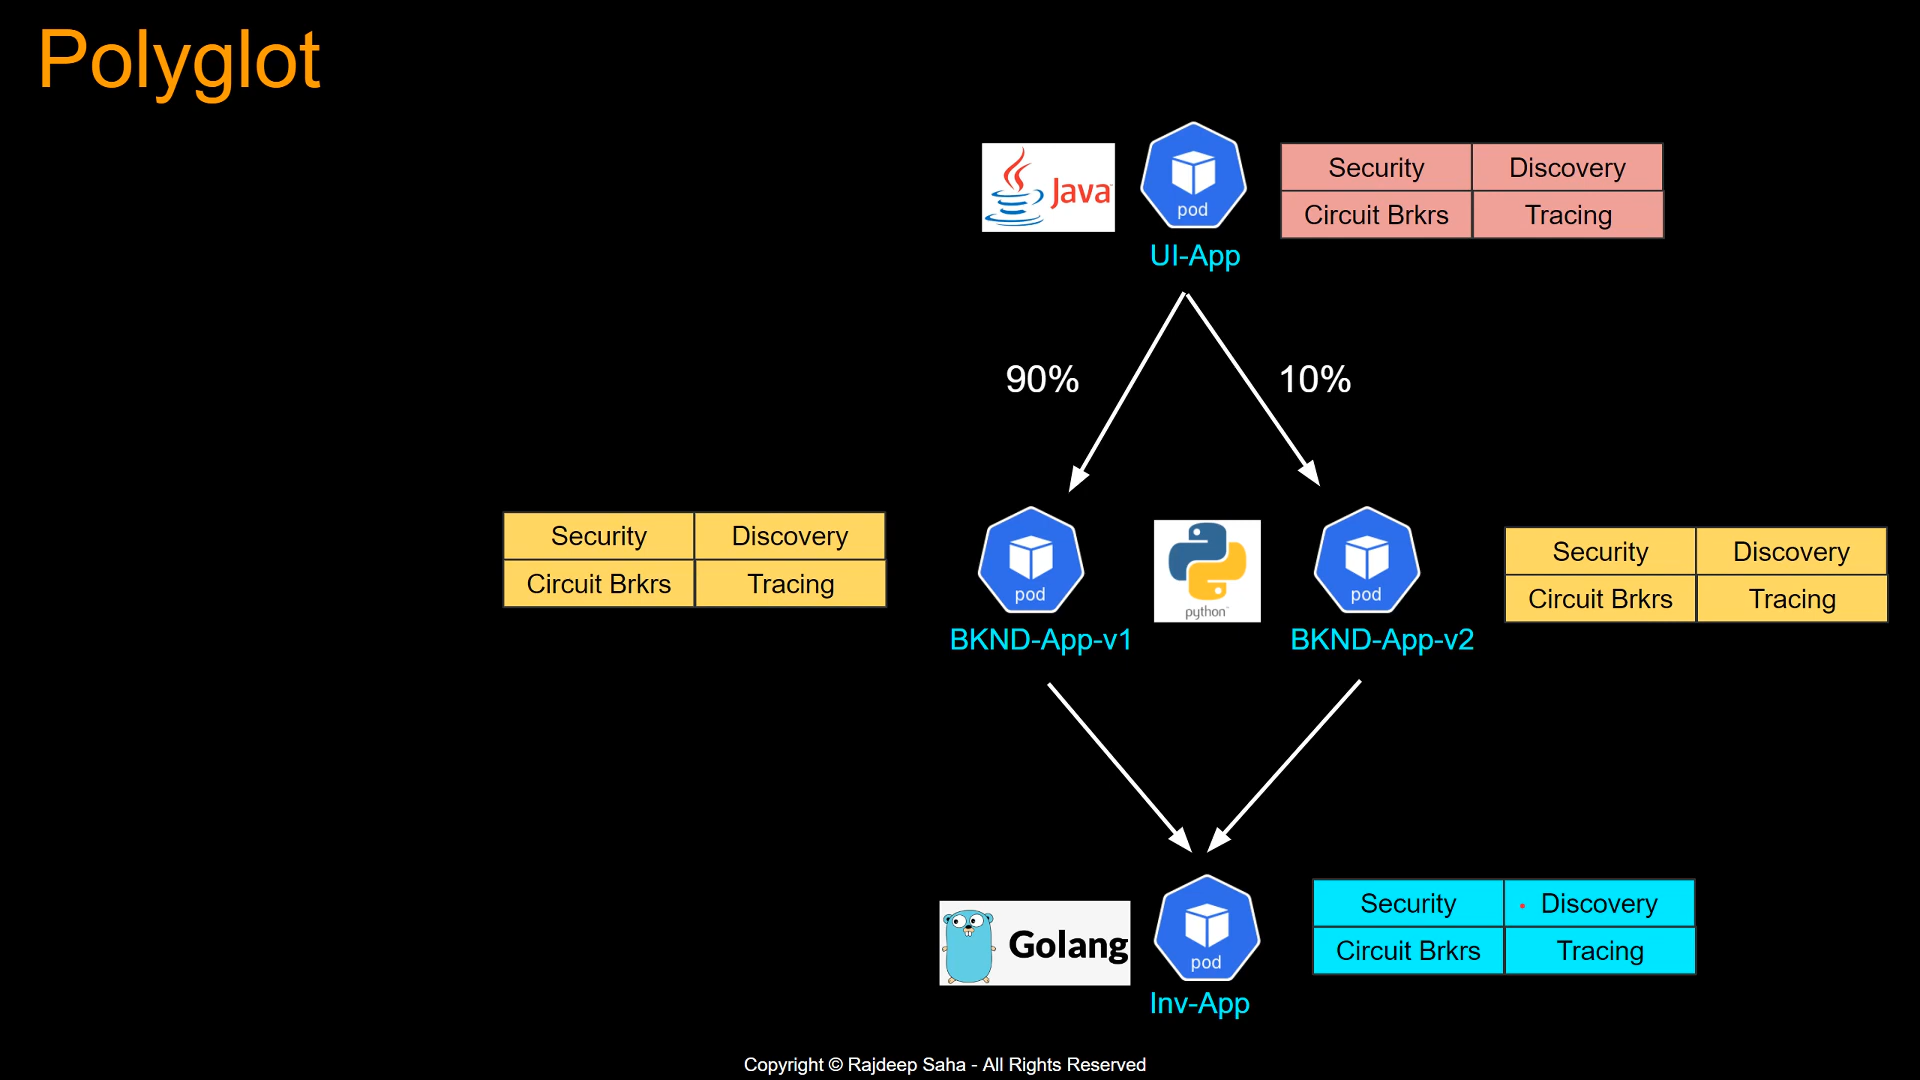 Polyglot
Java
pod
Security Discovery
Circuit Brkrs Tracing
UI-App
90%
10%
Security Discovery
Circuit Brkrs Tracing
pod
python
pod
Security Discovery
Circuit Brkrs Tracing
BKND-App-v1
BKND-App-v2
Golang
pod
Security Discovery
Circuit Brkrs Tracing
Inv-App
Copyright © Rajdeep Saha - All Rights Reserved